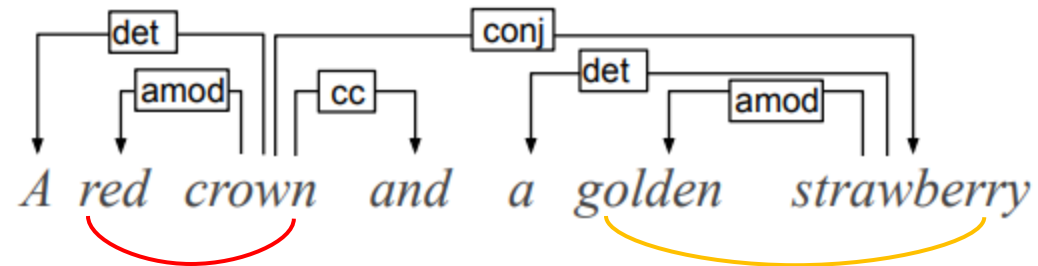 det conj
det
amod cc amod
A red crown and a golden strawberry